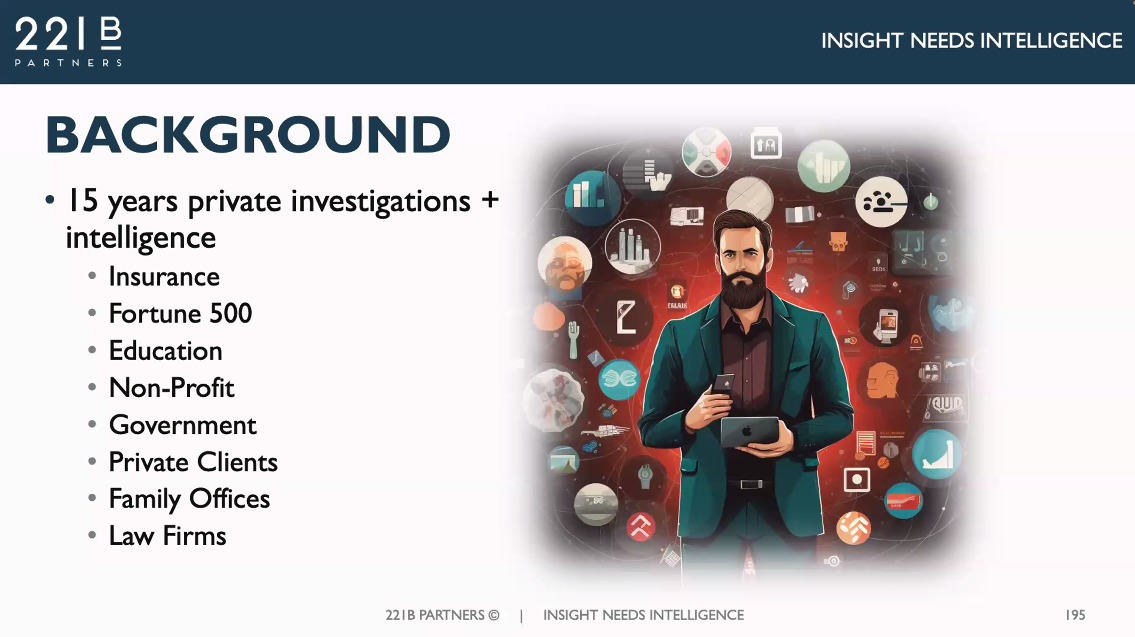 221B
PARTNERS
INSIGHT NEEDS INTELLIGENCE
BACKGROUND
• 15 years private investigations +
intelligence
• Insurance
• Fortune 500
• Education
• Non-Profit
• Government
• Private Clients
• Family Offices
• Law Firms
221B PARTNERS © | INSIGHT NEEDS INTELLIGENCE
195